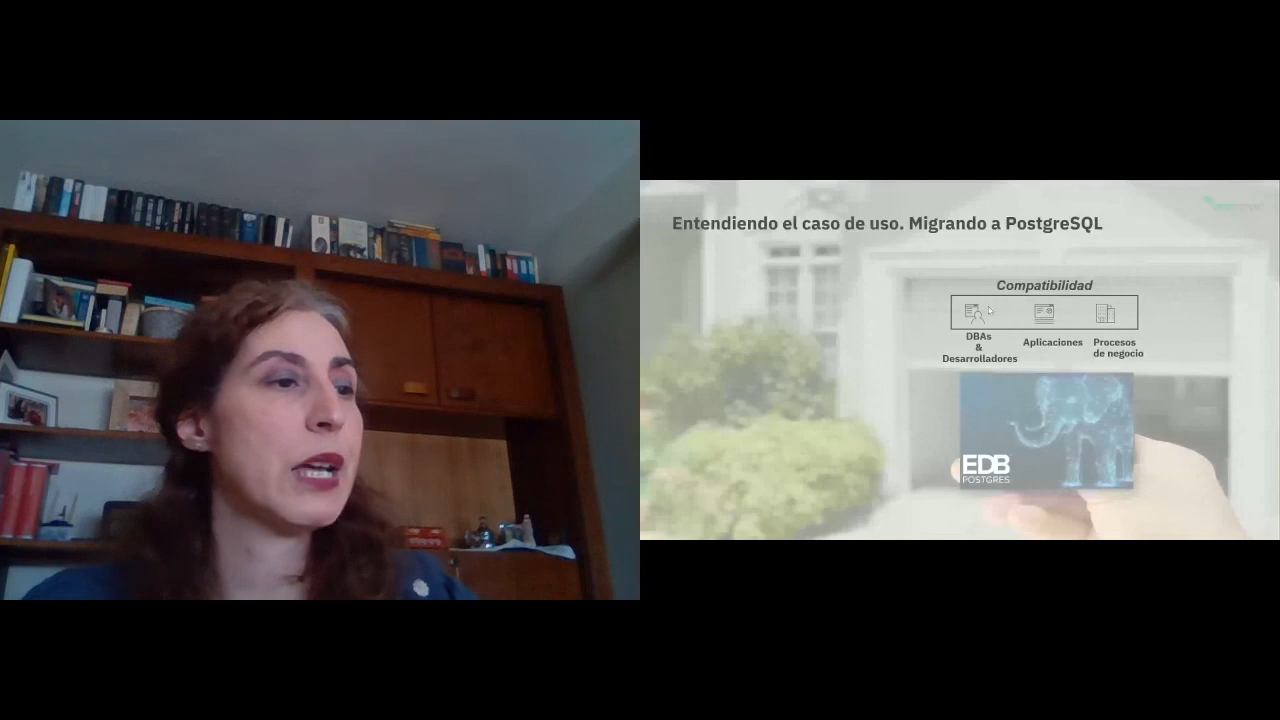 Entendiendo el caso de uso. Migrando a PostgreSQL
Compatibilidad
DBAs
&
Desarrolladores
Aplicaciones
Procesos
de negocio
EDB
POSTGRES